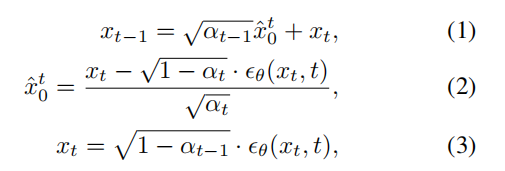 x_{t-1} = \sqrt{\alpha_{t-1}} \hat{x}_0^t + x_t, (1)
\hat{x}_0^t = \frac{x_t - \sqrt{1 - \alpha_t} \cdot \epsilon_\theta(x_t, t)}{\sqrt{\alpha_t}}, (2)
x_t = \sqrt{1 - \alpha_{t-1}} \cdot \epsilon_\theta(x_t, t), (3)